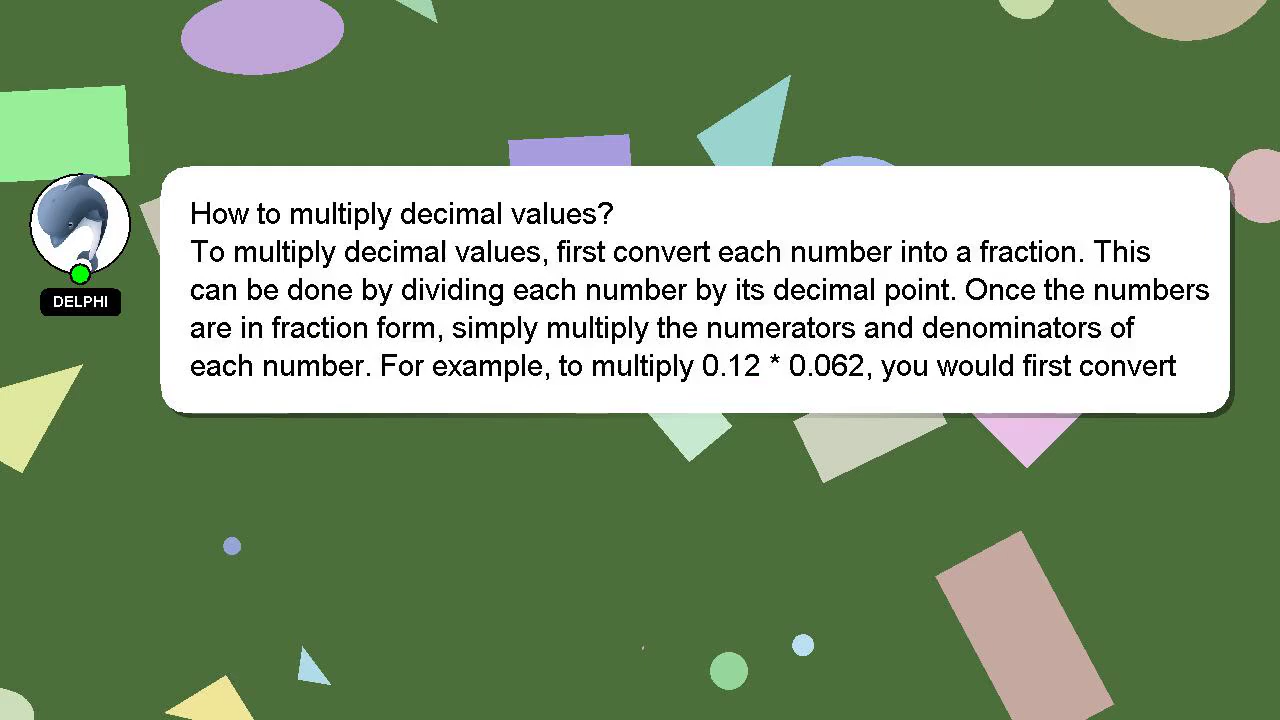 How to multiply decimal values?
To multiply decimal values, first convert each number into a fraction. This
can be done by dividing each number by its decimal point. Once the numbers
are in fraction form, simply multiply the numerators and denominators of
each number. For example, to multiply 0.12 * 0.062, you would first convert
DELPHI